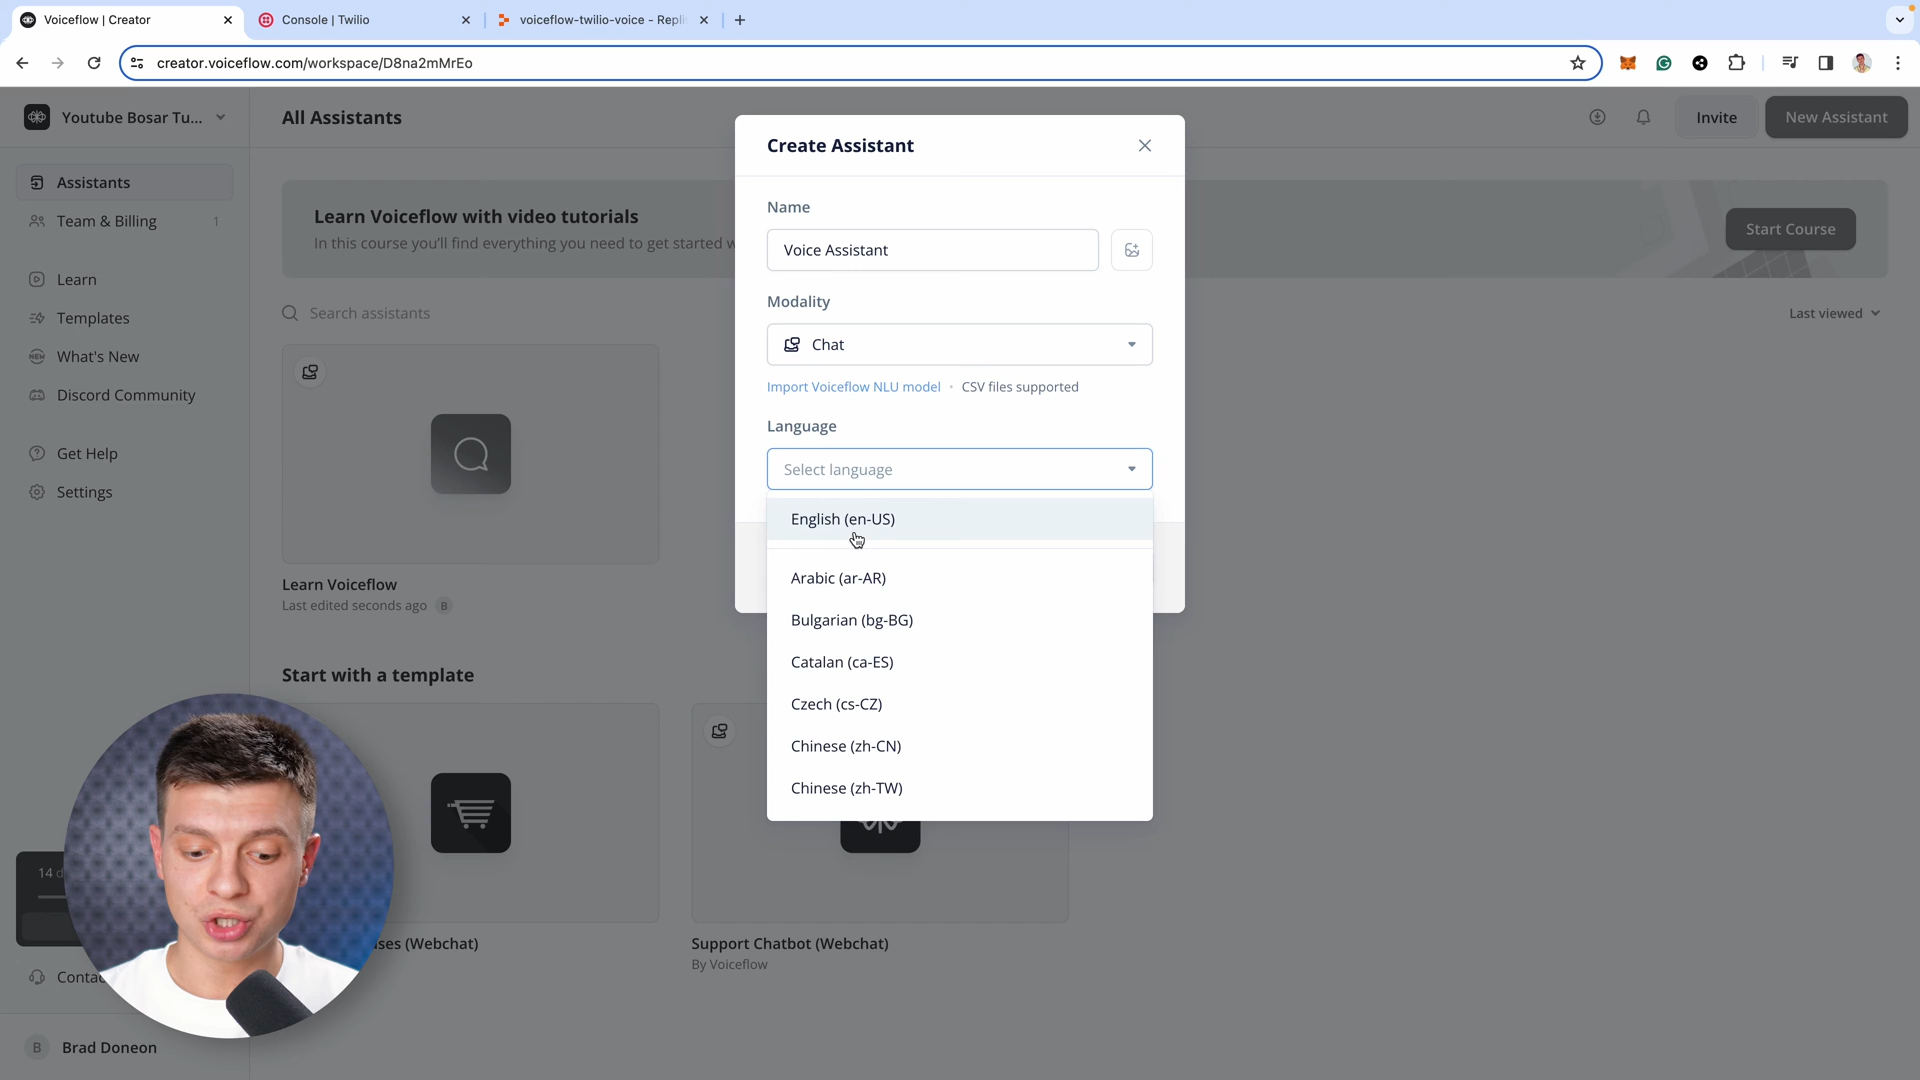 Voiceflow | Creator
Console | Twilio
voiceflow-twilio-voice - Repli
creator.voiceflow.com/workspace/D8na2mMrEo
Youtube Bosar Tu...
All Assistants
Invite
New Assistant
Assistants
Team & Billing 1
Learn
Templates
NEW
What's New
Discord Community
Get Help
Settings
Learn Voiceflow with video tutorials
In this course you'll find everything you need to get started w
Start Course
Search assistants
Last viewed
Learn Voiceflow
Last edited seconds ago B
Start with a template
ses (Webchat)
Support Chatbot (Webchat)
By Voiceflow
Create Assistant
Name
Voice Assistant
Modality
Chat
Import Voiceflow NLU model • CSV files supported
Language
Select language
English (en-US)
Arabic (ar-AR)
Bulgarian (bg-BG)
Catalan (ca-ES)
Czech (cs-CZ)
Chinese (zh-CN)
Chinese (zh-TW)
14 d
Contac
B Brad Doneon